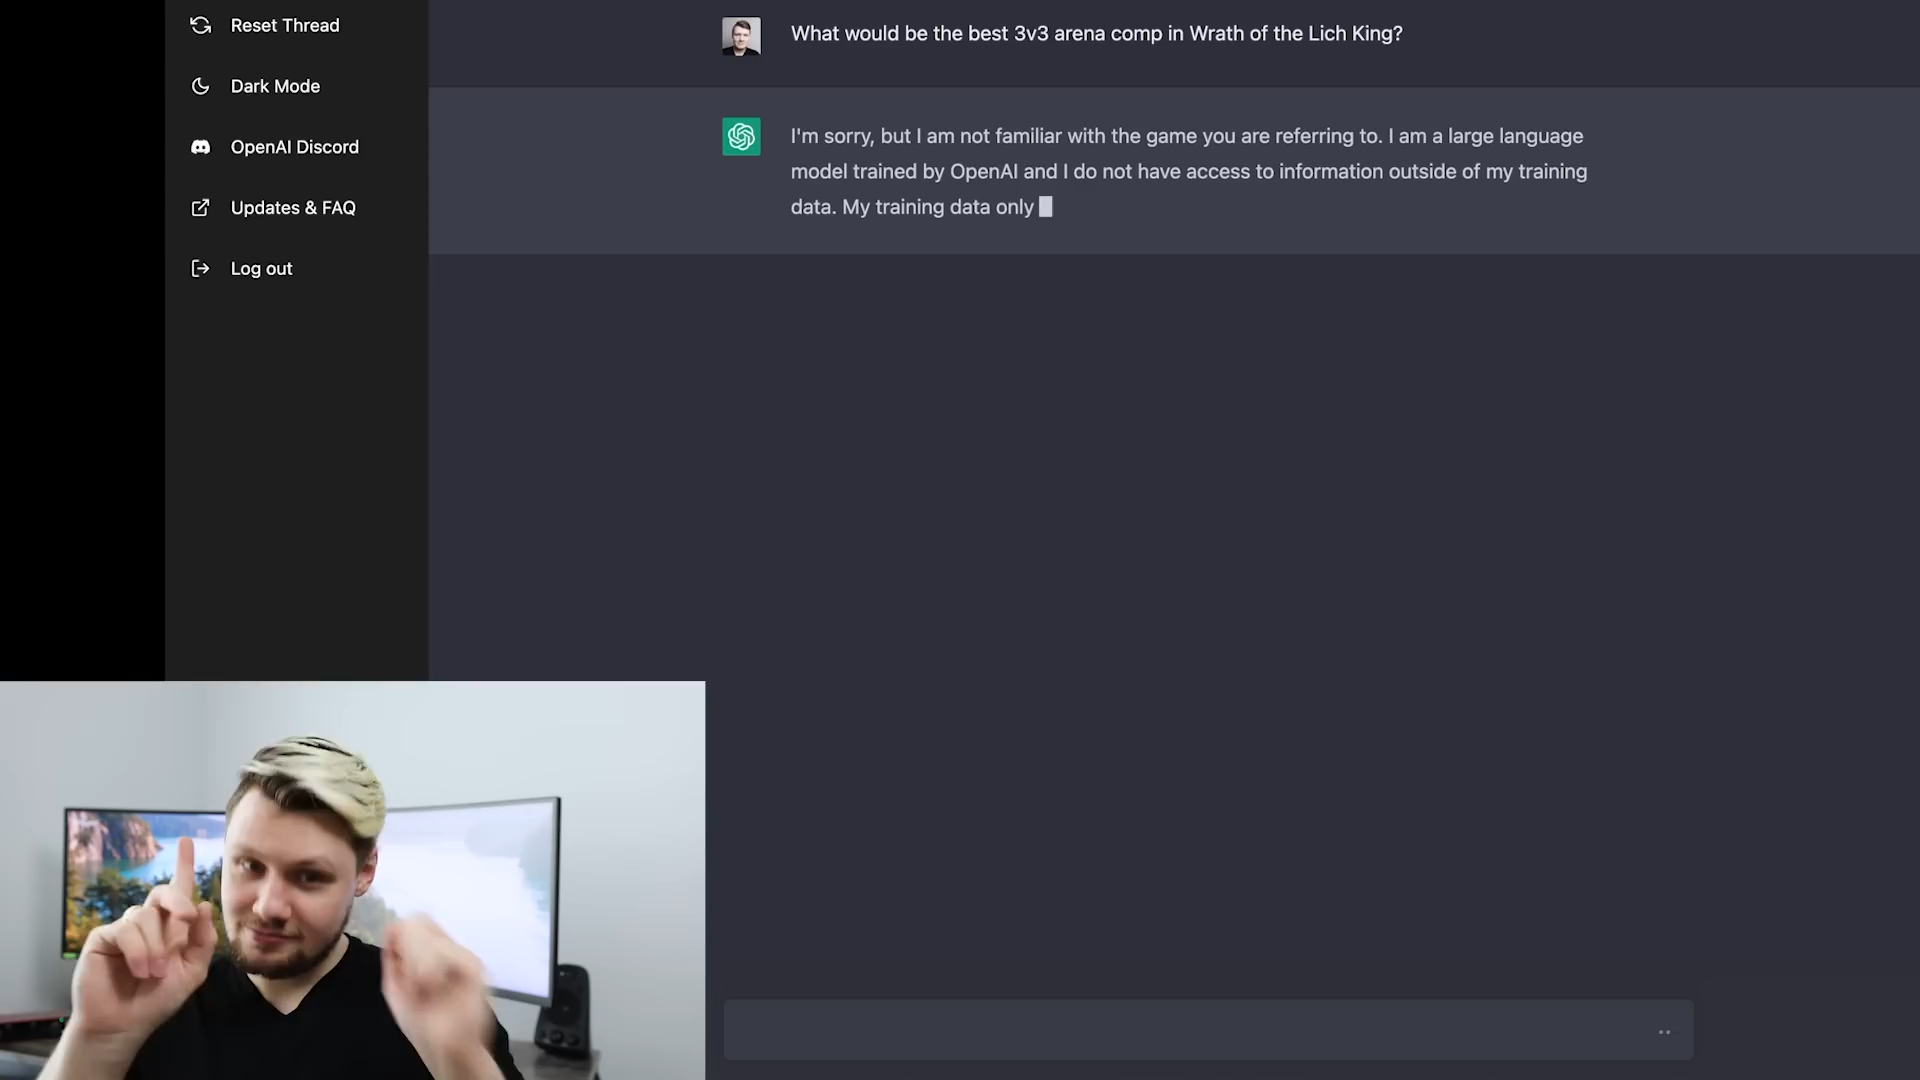 Reset Thread
Dark Mode
OpenAI Discord
Updates & FAQ
Log out
What would be the best 3v3 arena comp in Wrath of the Lich King?
I'm sorry, but I am not familiar with the game you are referring to. I am a large language
model trained by OpenAI and I do not have access to information outside of my training
data. My training data only